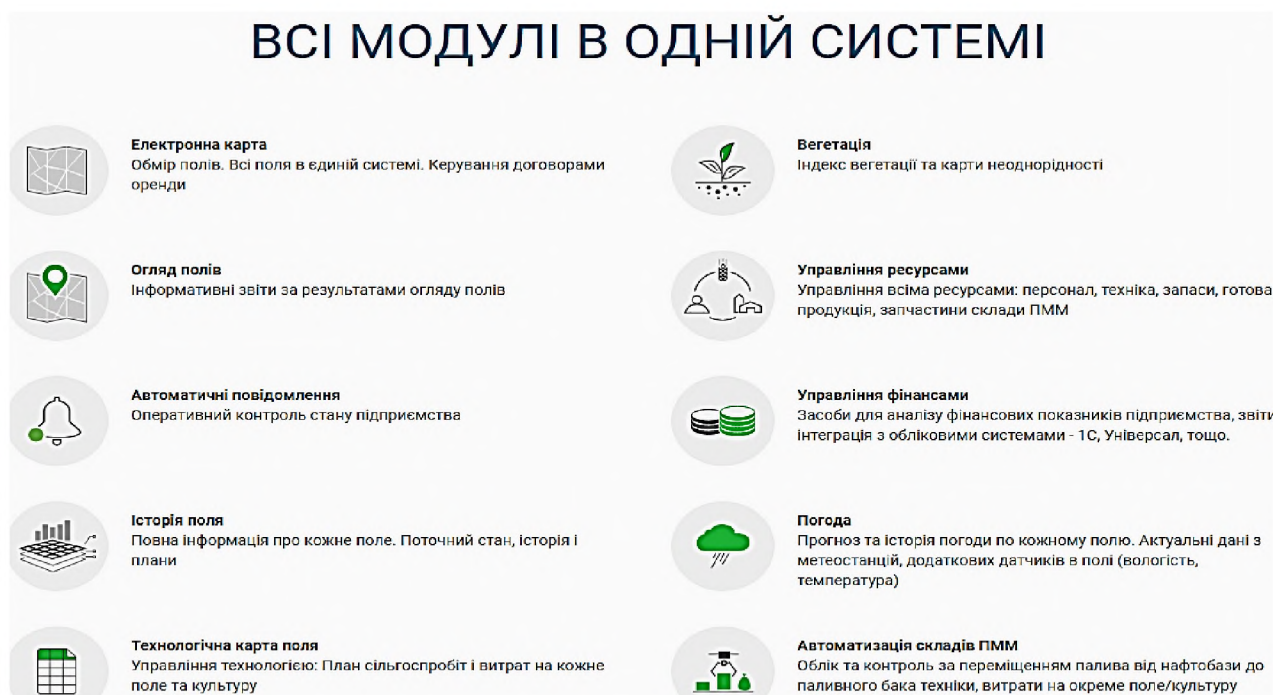 ВСІ МОДУЛІ В ОДНІЙ СИСТЕМІ
Електронна карта
Обмір полів. Всі поля в єдиній системі. Керування договорами
оренди
Огляд полів
Інформативні звіти за результатами огляду полів
Автоматичні повідомлення
Оперативний контроль стану підприємства
Історія поля
Повна інформація про кожне поле. Поточний стан, історія і
плани
Технологічна карта поля
Управління технологією: План сільгоспробіт і витрат на кожне
поле та культуру
Вегетація
Індекс вегетації та карти неоднорідності
Управління ресурсами
Управління всіма ресурсами: персонал, техніка, запаси, готова
продукція, запчастини склади ПММ
Управління фінансами
Засоби для аналізу фінансових показників підприємства, звіти
інтеграція з обліковими системами - 1С, Універсал, тощо.
Погода
Прогноз та історія погоди по кожному полю. Актуальні дані з
метеостанцій, додаткових датчиків в полі (вологість,
температура)
Автоматизація складів ПММ
Облік та контроль за переміщенням палива від нафтобази до
паливного бака техніки, витрати на окреме поле/культуру